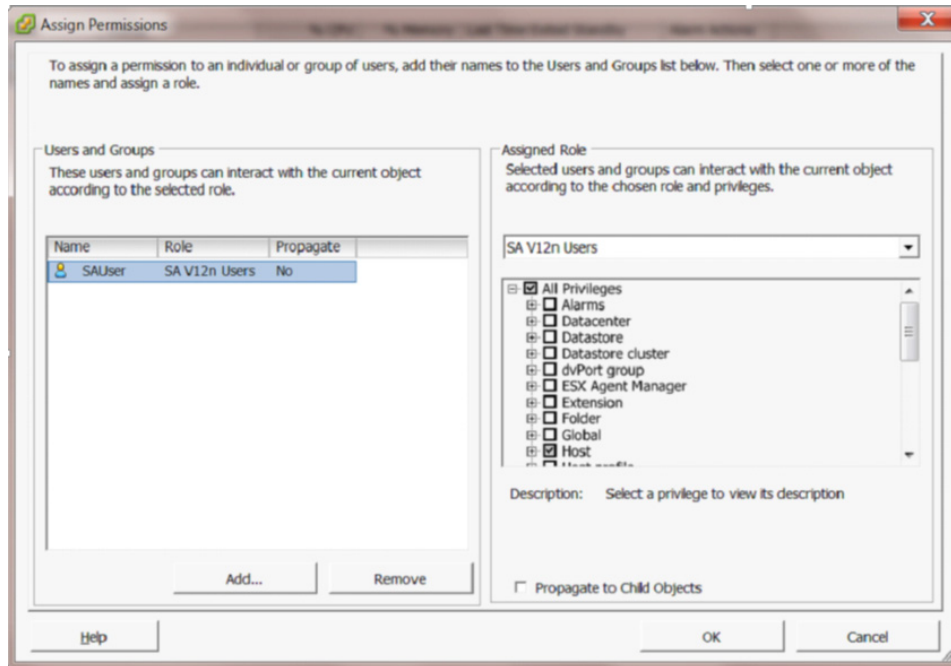 Assign Permissions
To assign a permission to an individual or group of users, add their names to the Users and Groups list below. Then select one or more of the
names and assign a role.
Users and Groups
These users and groups can interact with the current object
according to the selected role.
Name Role Propagate
SAUser SA V12n Users No
Add...
Remove
Assigned Role
Selected users and groups can interact with the current object
according to the chosen role and privileges.
SA V12n Users
All Privileges
Alarms
Datacenter
Datastore
Datastore cluster
dvPort group
ESX Agent Manager
Extension
Folder
Global
Host
Host profile
Description: Select a privilege to view its description
Propagate to Child Objects
Help
OK
Cancel